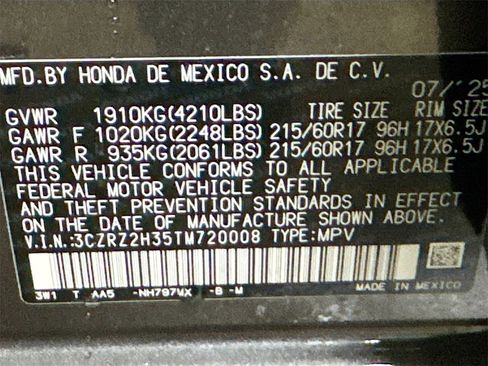 MFD.BY HONDA DE MEXICO S.A. DE C.V.
07/'25
GVWR 1910KG(4210LBS) TIRE SIZE RIM SIZE
GAWR F 1020KG(2248LBS) 215/60R17 96H 17X6.5J
GAWR R 935KG(2061LBS) 215/60R17 96H 17X6.5J
THIS VEHICLE CONFORMS TO ALL APPLICABLE
FEDERAL MOTOR VEHICLE SAFETY
AND THEFT PREVENTION STANDARDS IN EFFECT
ON THE DATE OF MANUFACTURE SHOWN ABOVE.
V.I.N.:3CZRZ2H35TM720008 TYPE:MPV
3W1 T AA5 -NH797MX -B -M MADE IN MEXICO